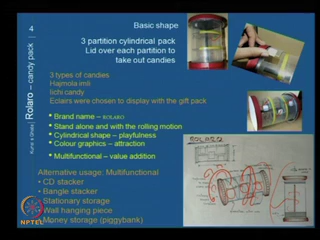 4
Rolaro – candy pack
Basic shape
3 partition cylindrical pack
Lid over each partition to
take out candies
3 types of candies
Hajmola imli
lichi candy
Eclairs were chosen to display with the gift pack
* Brand name – ROLARO
* Stand alone and with the rolling motion
* Cylindrical shape – playfulness
* Colour graphics – attraction
* Multifunctional – value addition
Alternative usage: Multifunctional
• CD stacker
• Bangle stacker
• Stationary storage
• Wall hanging piece
• Money storage (piggybank)
NPTEL